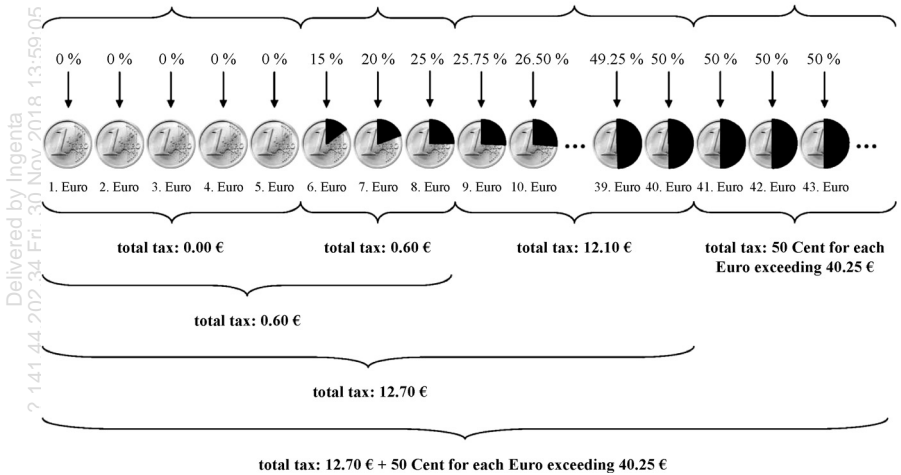 0 % 0 % 0 % 0 % 0 % 15 % 20 % 25 % 25.75 % 26.50 % 49.25 % 50 % 50 % 50 % 50 %
... ...
1. Euro 2. Euro 3. Euro 4. Euro 5. Euro 6. Euro 7. Euro 8. Euro 9. Euro 10. Euro 39. Euro 40. Euro 41. Euro 42. Euro 43. Euro
total tax: 0.00 € total tax: 0.60 € total tax: 12.10 € total tax: 50 Cent for each
Euro exceeding 40.25 €
total tax: 0.60 €
total tax: 12.70 €
total tax: 12.70 € + 50 Cent for each Euro exceeding 40.25 €
Delivered by Ingenta
? 141 44 202 34 Fri 30 Nov 2018 13:59:05